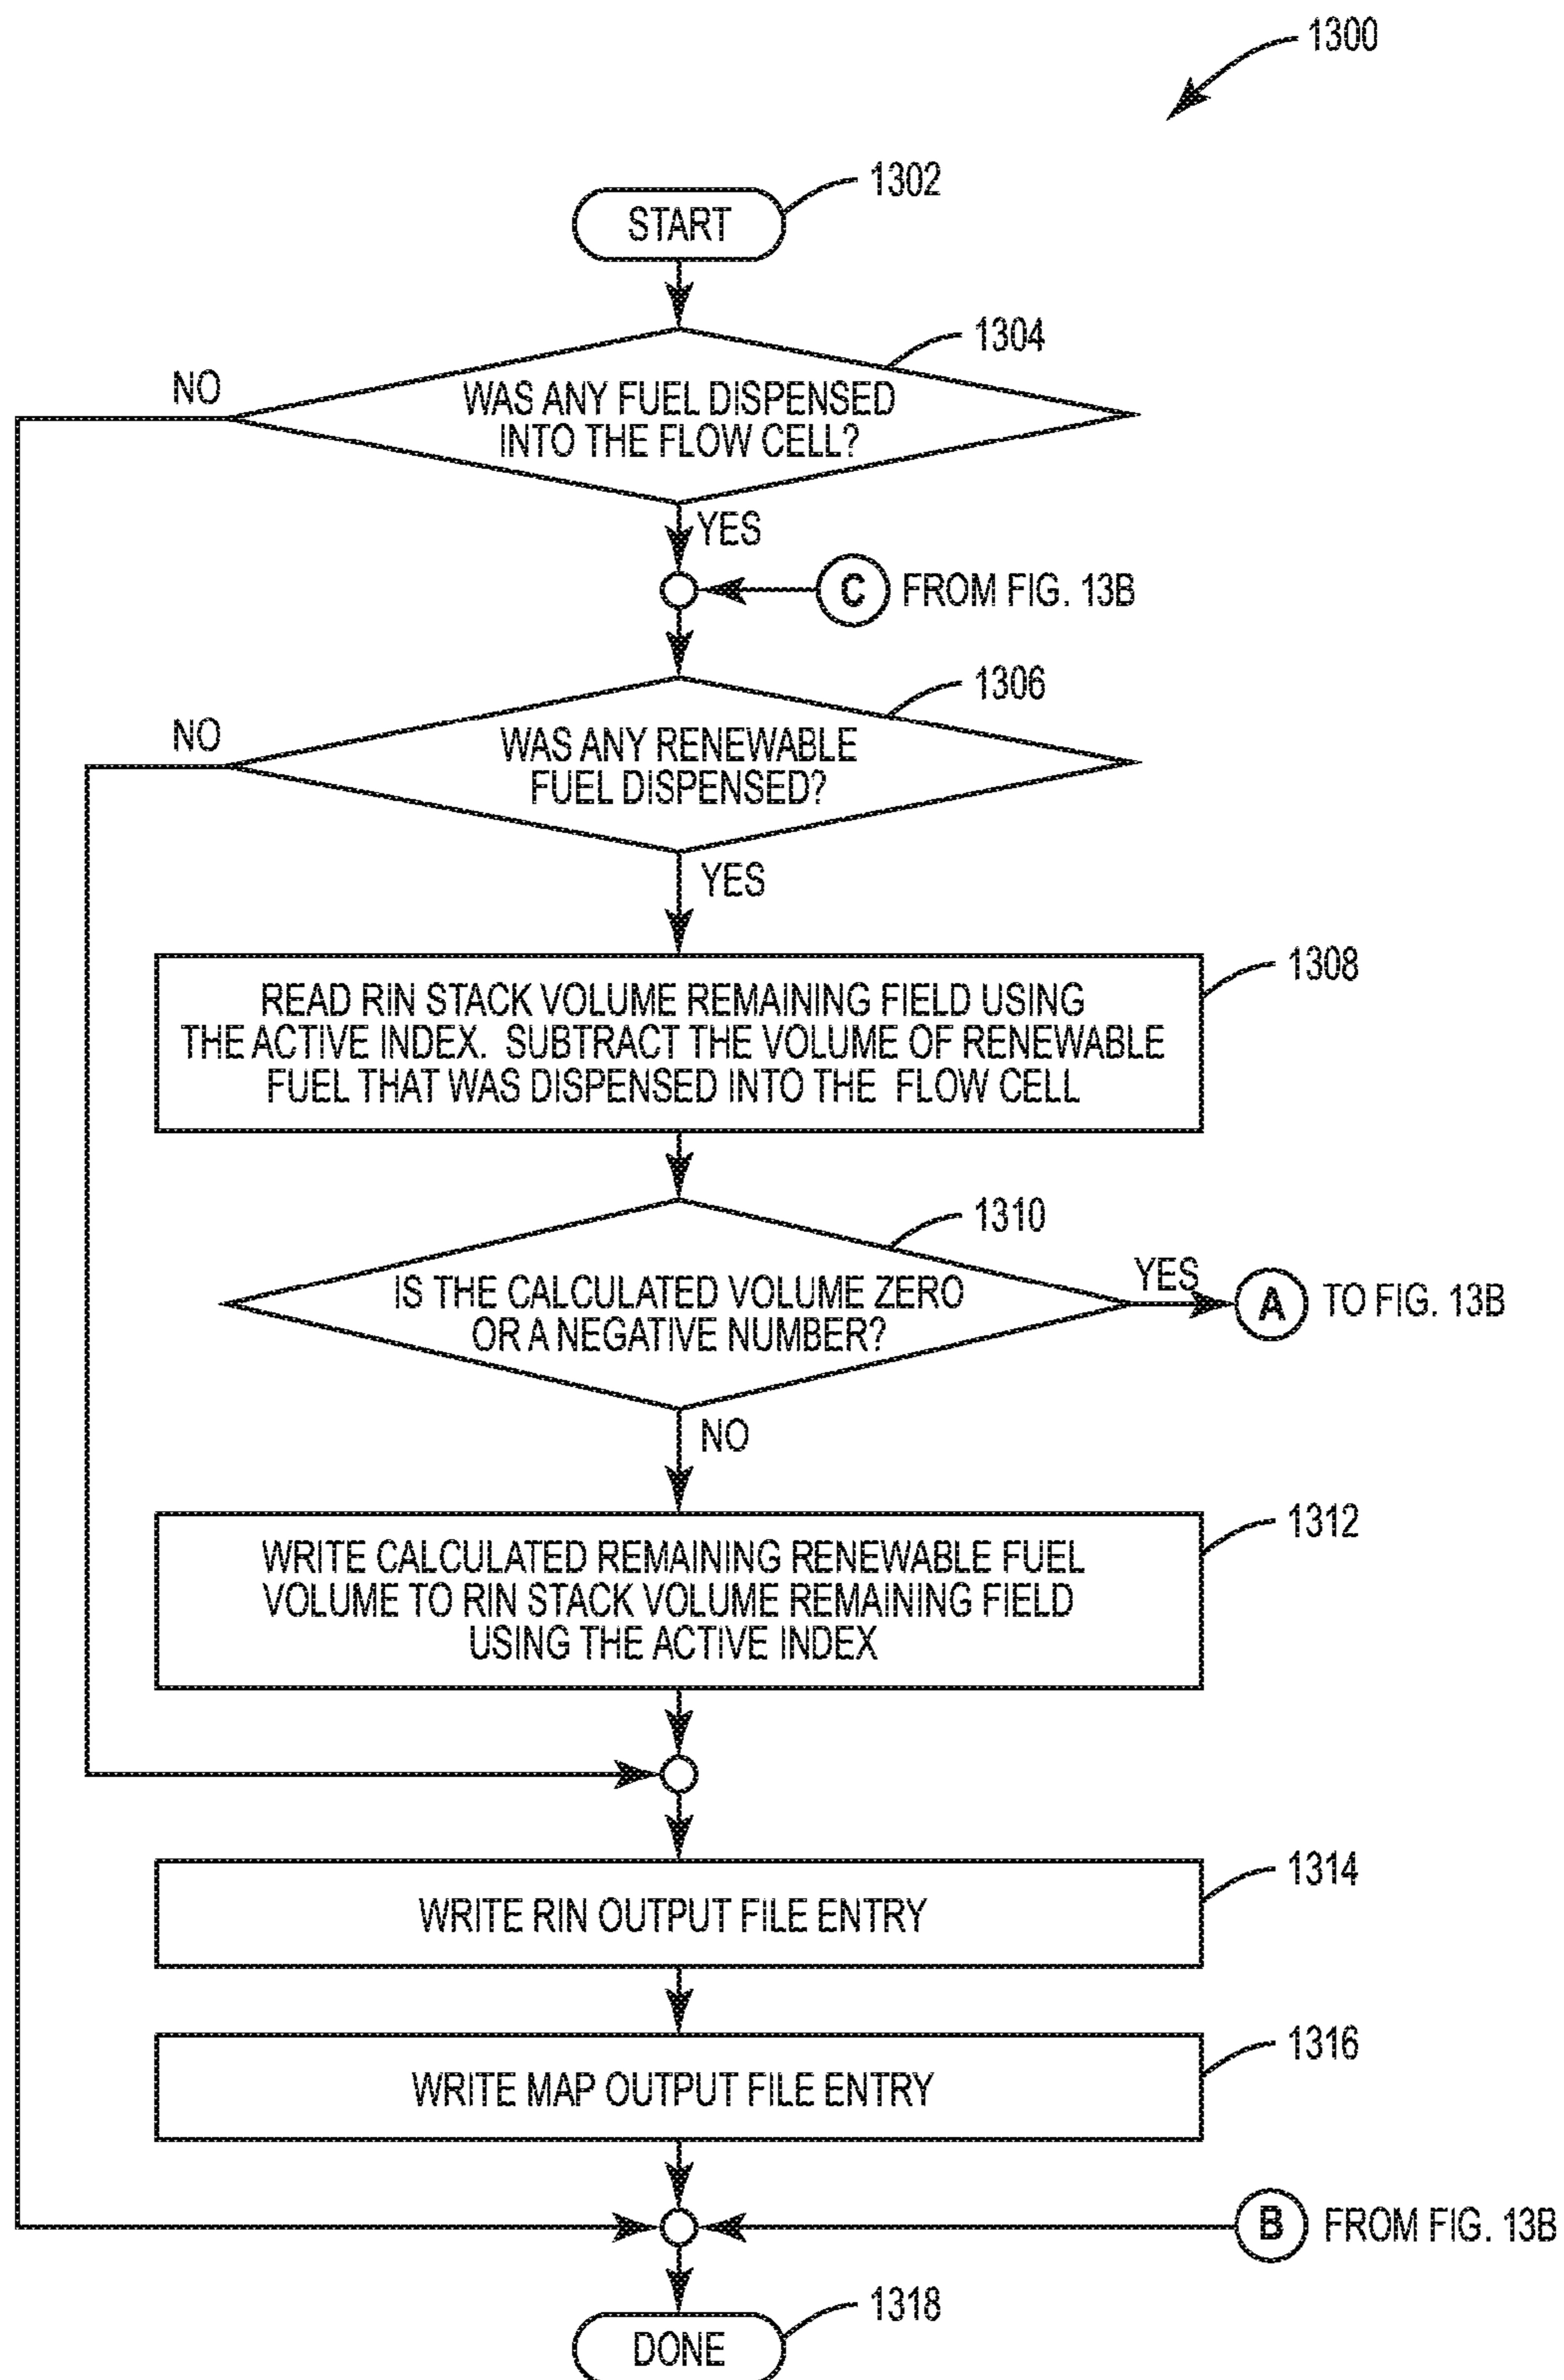 1300
1302
START
1304
NO
WAS ANY FUEL DISPENSED
INTO THE FLOW CELL?
YES
C FROM FIG. 13B
1306
NO
WAS ANY RENEWABLE
FUEL DISPENSED?
YES
1308
READ RIN STACK VOLUME REMAINING FIELD USING
THE ACTIVE INDEX. SUBTRACT THE VOLUME OF RENEWABLE
FUEL THAT WAS DISPENSED INTO THE FLOW CELL
1310
IS THE CALCULATED VOLUME ZERO
OR A NEGATIVE NUMBER?
YES
A TO FIG. 13B
NO
1312
WRITE CALCULATED REMAINING RENEWABLE FUEL
VOLUME TO RIN STACK VOLUME REMAINING FIELD
USING THE ACTIVE INDEX
1314
WRITE RIN OUTPUT FILE ENTRY
1316
WRITE MAP OUTPUT FILE ENTRY
B FROM FIG. 13B
1318
DONE